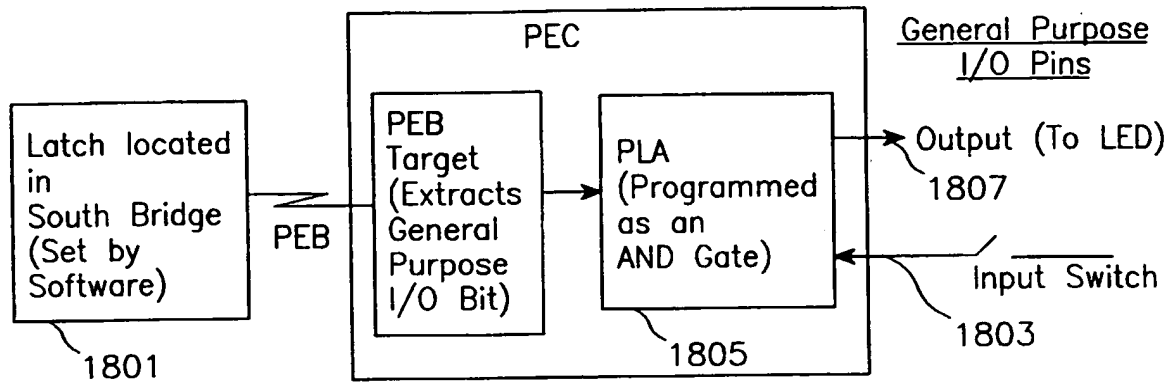 PEC
General Purpose
I/O Pins
Latch located
in
South Bridge
(Set by
Software)
1801
PEB
PEB
Target
(Extracts
General
Purpose
I/O Bit)
PLA
(Programmed
as an
AND Gate)
1805
Output (To LED)
1807
Input Switch
1803